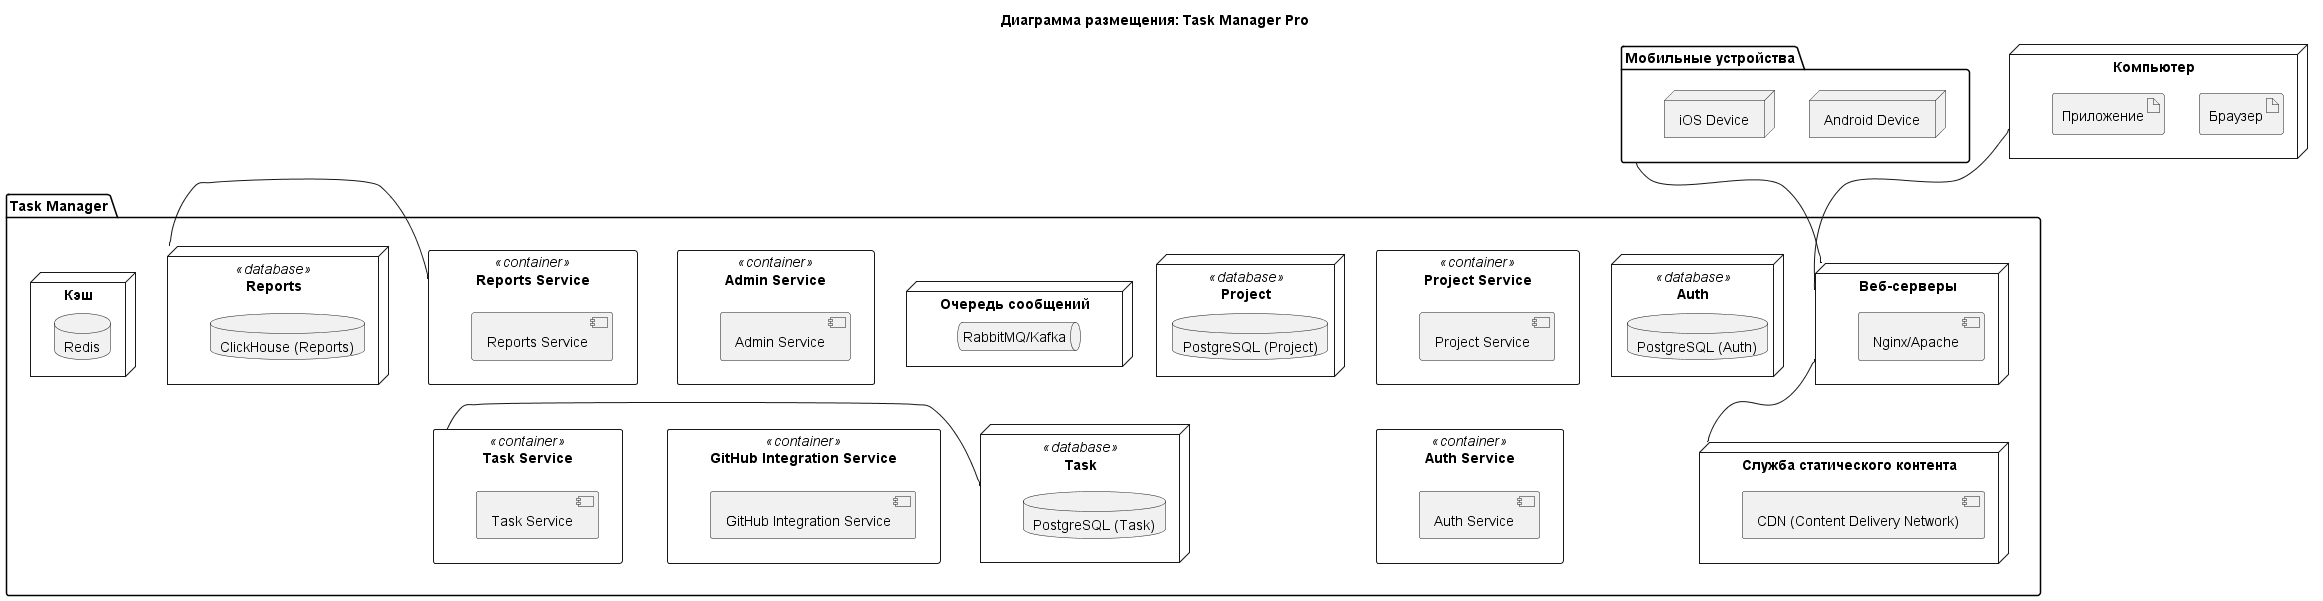 Диаграмма размещения: Task Manager Pro
Мобильные устройства
iOS Device
Android Device
Компьютер
Приложение
Браузер
Task Manager
Кэш
Redis
«database»
Reports
ClickHouse (Reports)
«container»
Reports Service
Reports Service
«container»
Admin Service
Admin Service
Очередь сообщений
RabbitMQ/Kafka
«database»
Project
PostgreSQL (Project)
«container»
Project Service
Project Service
«database»
Auth
PostgreSQL (Auth)
Веб-серверы
Nginx/Apache
«container»
Task Service
Task Service
«container»
GitHub Integration Service
GitHub Integration Service
«database»
Task
PostgreSQL (Task)
«container»
Auth Service
Auth Service
Служба статического контента
CDN (Content Delivery Network)